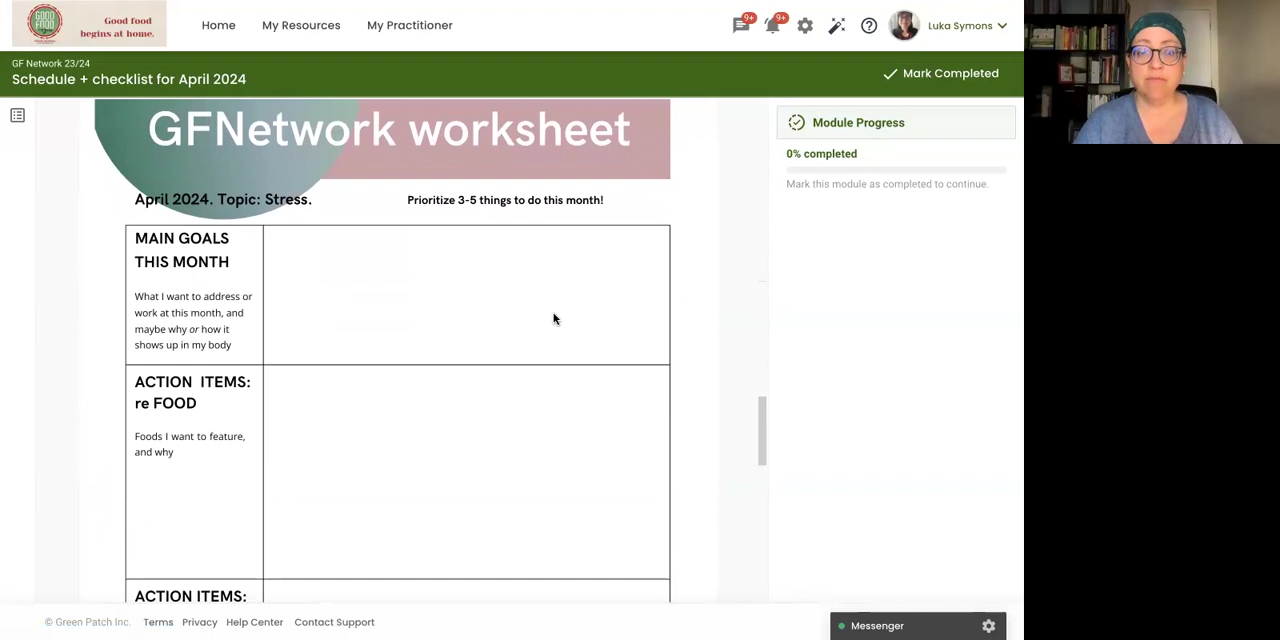 GOOD
FOOD
Good food
begins at home.
Home
My Resources
My Practitioner
9+
9+
Luka Symons
GF Network 23/24
Schedule + checklist for April 2024
Mark Completed
GFNetwork worksheet
April 2024. Topic: Stress.
Prioritize 3-5 things to do this month!
MAIN GOALS
THIS MONTH
What I want to address or
work at this month, and
maybe why or how it
shows up in my body
ACTION ITEMS:
re FOOD
Foods I want to feature,
and why
ACTION ITEMS:
Module Progress
0% completed
Mark this module as completed to continue.
© Green Patch Inc.
Terms
Privacy
Help Center
Contact Support
Messenger